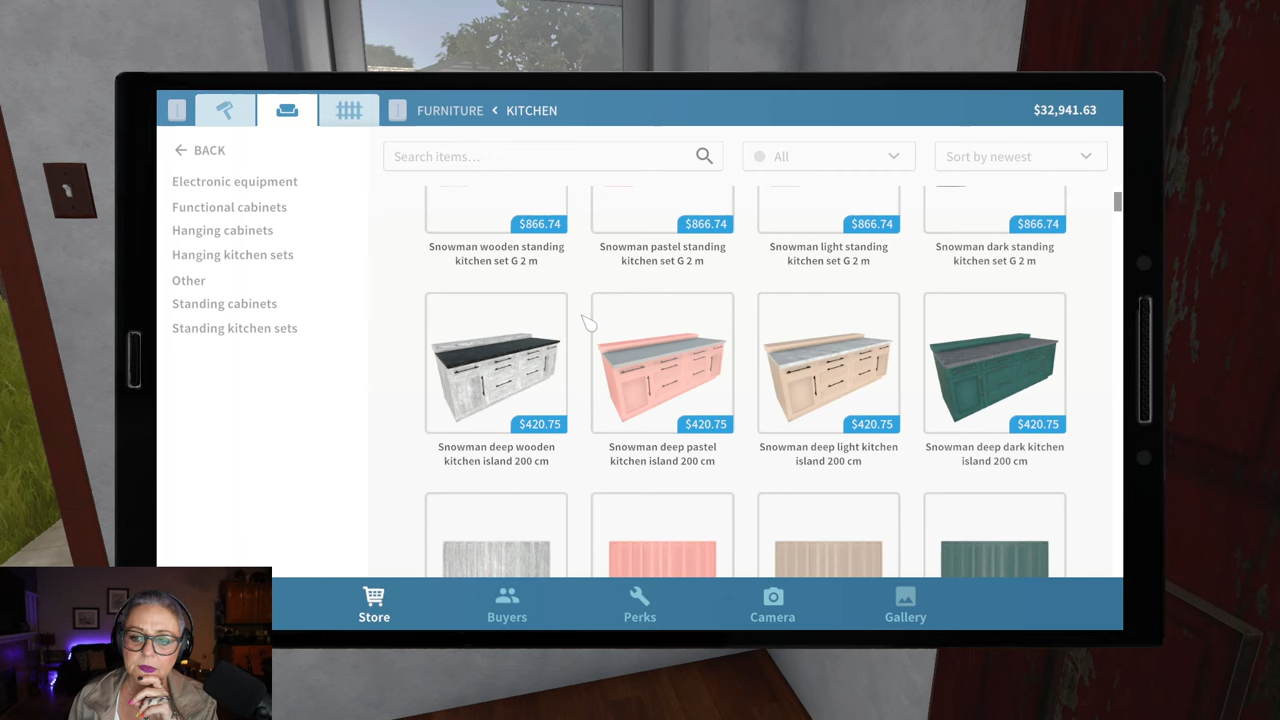 FURNITURE < KITCHEN
$32,941.63
BACK
Search items...
All
Sort by newest
Electronic equipment
Functional cabinets
Hanging cabinets
Hanging kitchen sets
Other
Standing cabinets
Standing kitchen sets
$866.74
$866.74
$866.74
$866.74
Snowman wooden standing
kitchen set G 2 m
Snowman pastel standing
kitchen set G 2 m
Snowman light standing
kitchen set G 2 m
Snowman dark standing
kitchen set G 2 m
$420.75
$420.75
$420.75
$420.75
Snowman deep wooden
kitchen island 200 cm
Snowman deep pastel
kitchen island 200 cm
Snowman deep light kitchen
island 200 cm
Snowman deep dark kitchen
island 200 cm
Store
Buyers
Perks
Camera
Gallery